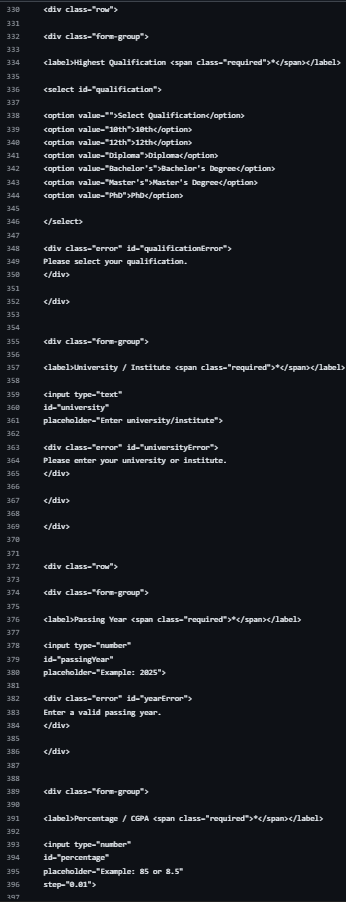 330 <div class="row">
331
332 <div class="form-group">
333
334 <label>Highest Qualification <span class="required">*</span></label>
335
336 <select id="qualification">
337
338 <option value="">Select Qualification</option>
339 <option value="10th">10th</option>
340 <option value="12th">12th</option>
341 <option value="Diploma">Diploma</option>
342 <option value="Bachelor's">Bachelor's Degree</option>
343 <option value="Master's">Master's Degree</option>
344 <option value="PhD">PhD</option>
345
346 </select>
347
348 <div class="error" id="qualificationError">
349 Please select your qualification.
350 </div>
351
352 </div>
353
354
355 <div class="form-group">
356
357 <label>University / Institute <span class="required">*</span></label>
358
359 <input type="text"
360 id="university"
361 placeholder="Enter university/institute">
362
363 <div class="error" id="universityError">
364 Please enter your university or institute.
365 </div>
366
367 </div>
368
369 </div>
370
371
372 <div class="row">
373
374 <div class="form-group">
375
376 <label>Passing Year <span class="required">*</span></label>
377
378 <input type="number"
379 id="passingYear"
380 placeholder="Example: 2025">
381
382 <div class="error" id="yearError">
383 Enter a valid passing year.
384 </div>
385
386 </div>
387
388
389 <div class="form-group">
390
391 <label>Percentage / CGPA <span class="required">*</span></label>
392
393 <input type="number"
394 id="percentage"
395 placeholder="Example: 85 or 8.5"
396 step="0.01">
397